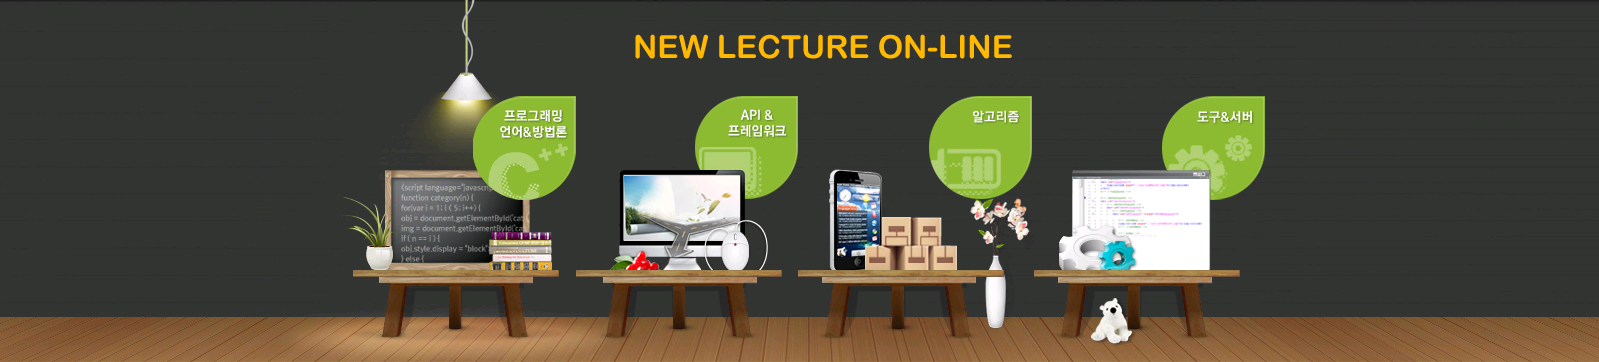 NEW LECTURE ON-LINE
프로그래밍
언어&방법론
C++
API &
프레임워크
알고리즘
도구&서버
{script language="javascrip
function category(n) {
for(var i = 1; i < 5; i++) {
obj = document.getElementById('cat
img = document.getElementById('cat
if ( n == i ) {
obj.style.display = "block"
} else {